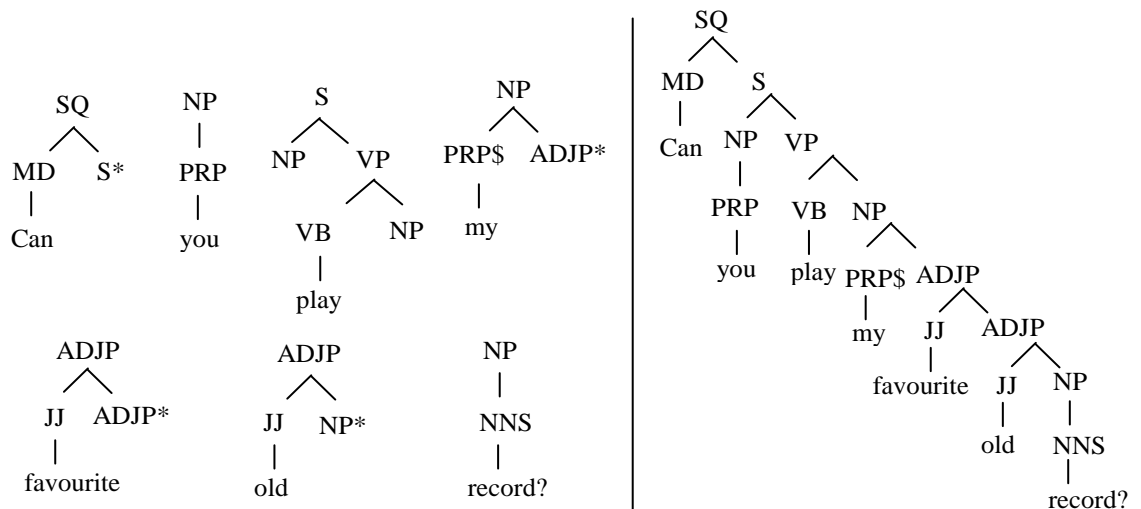 SQ
MD S*
Can
NP
PRP
you
S
NP VP
VB NP
play
NP
PRP$ ADJP*
my
ADJP
JJ ADJP*
favourite
ADJP
JJ NP*
old
NP
NNS
record?
SQ
MD S
Can NP VP
PRP VB NP
you play PRP$ ADJP
my JJ ADJP
favourite JJ NP
old NNS
record?